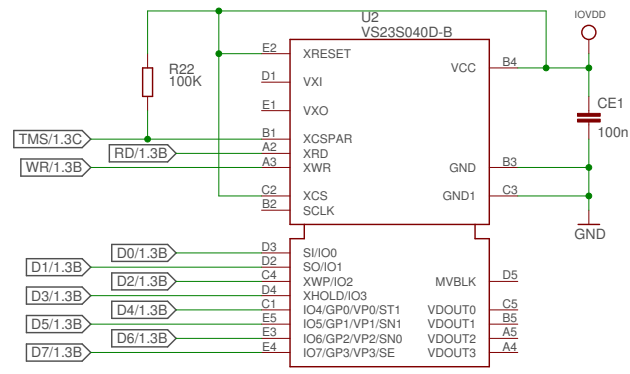 U2
VS23S040D-B
IOVDD
E2 XRESET
VCC B4
R22
100K
D1 VXI
CE1
100n
E1 VXO
TMS/1.3C
B1 XCSPAR
RD/1.3B
A2 XRD
WR/1.3B
A3 XWR
GND B3
C2 XCS
GND1 C3
B2 SCLK
GND
D0/1.3B
D3 SI/IO0
D1/1.3B
D2 SO/IO1
D2/1.3B
C4 XWP/IO2
MVBLK D5
D3/1.3B
D4 XHOLD/IO3
D4/1.3B
C1 IO4/GP0/VP0/ST1
VDOUT0 C5
D5/1.3B
E5 IO5/GP1/VP1/SN1
VDOUT1 B5
D6/1.3B
E3 IO6/GP2/VP2/SN0
VDOUT2 A5
D7/1.3B
E4 IO7/GP3/VP3/SE
VDOUT3 A4